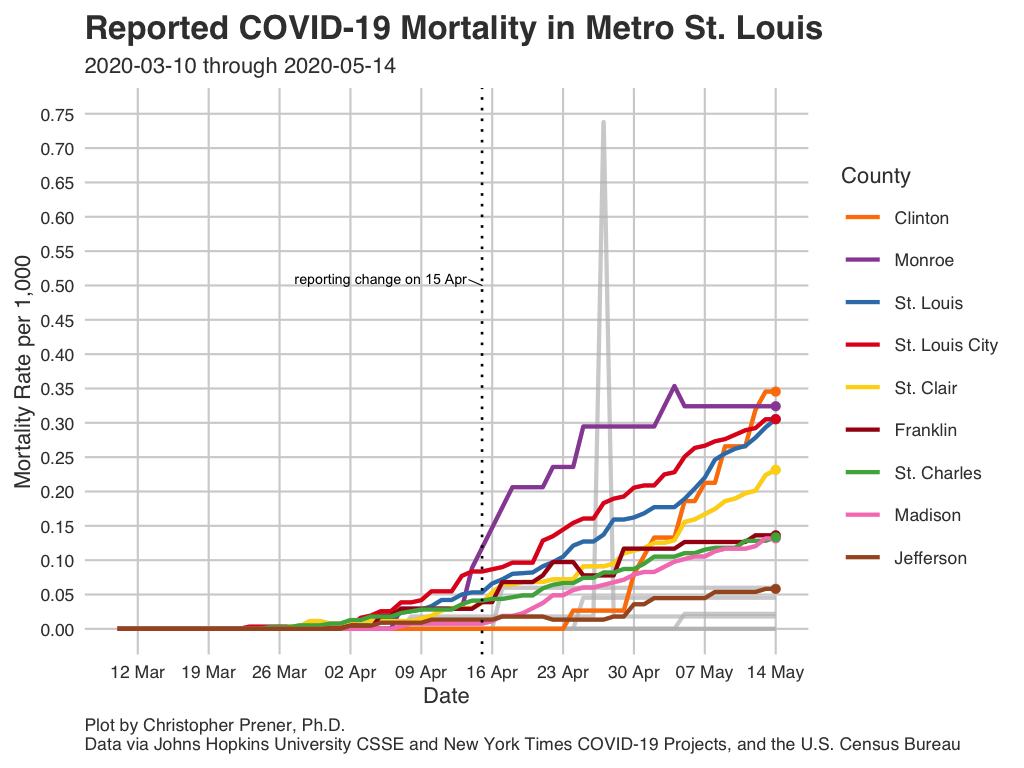 Reported COVID-19 Mortality in Metro St. Louis
2020-03-10 through 2020-05-14
0.75
0.70
0.65
0.60
0.55
0.50
0.45
0.40
0.35
0.30
0.25
0.20
0.15
0.10
0.05
0.00
Mortality Rate per 1,000
reporting change on 15 Apr
12 Mar 19 Mar 26 Mar 02 Apr 09 Apr 16 Apr 23 Apr 30 Apr 07 May 14 May
Date
County
Clinton
Monroe
St. Louis
St. Louis City
St. Clair
Franklin
St. Charles
Madison
Jefferson
Plot by Christopher Prener, Ph.D.
Data via Johns Hopkins University CSSE and New York Times COVID-19 Projects, and the U.S. Census Bureau